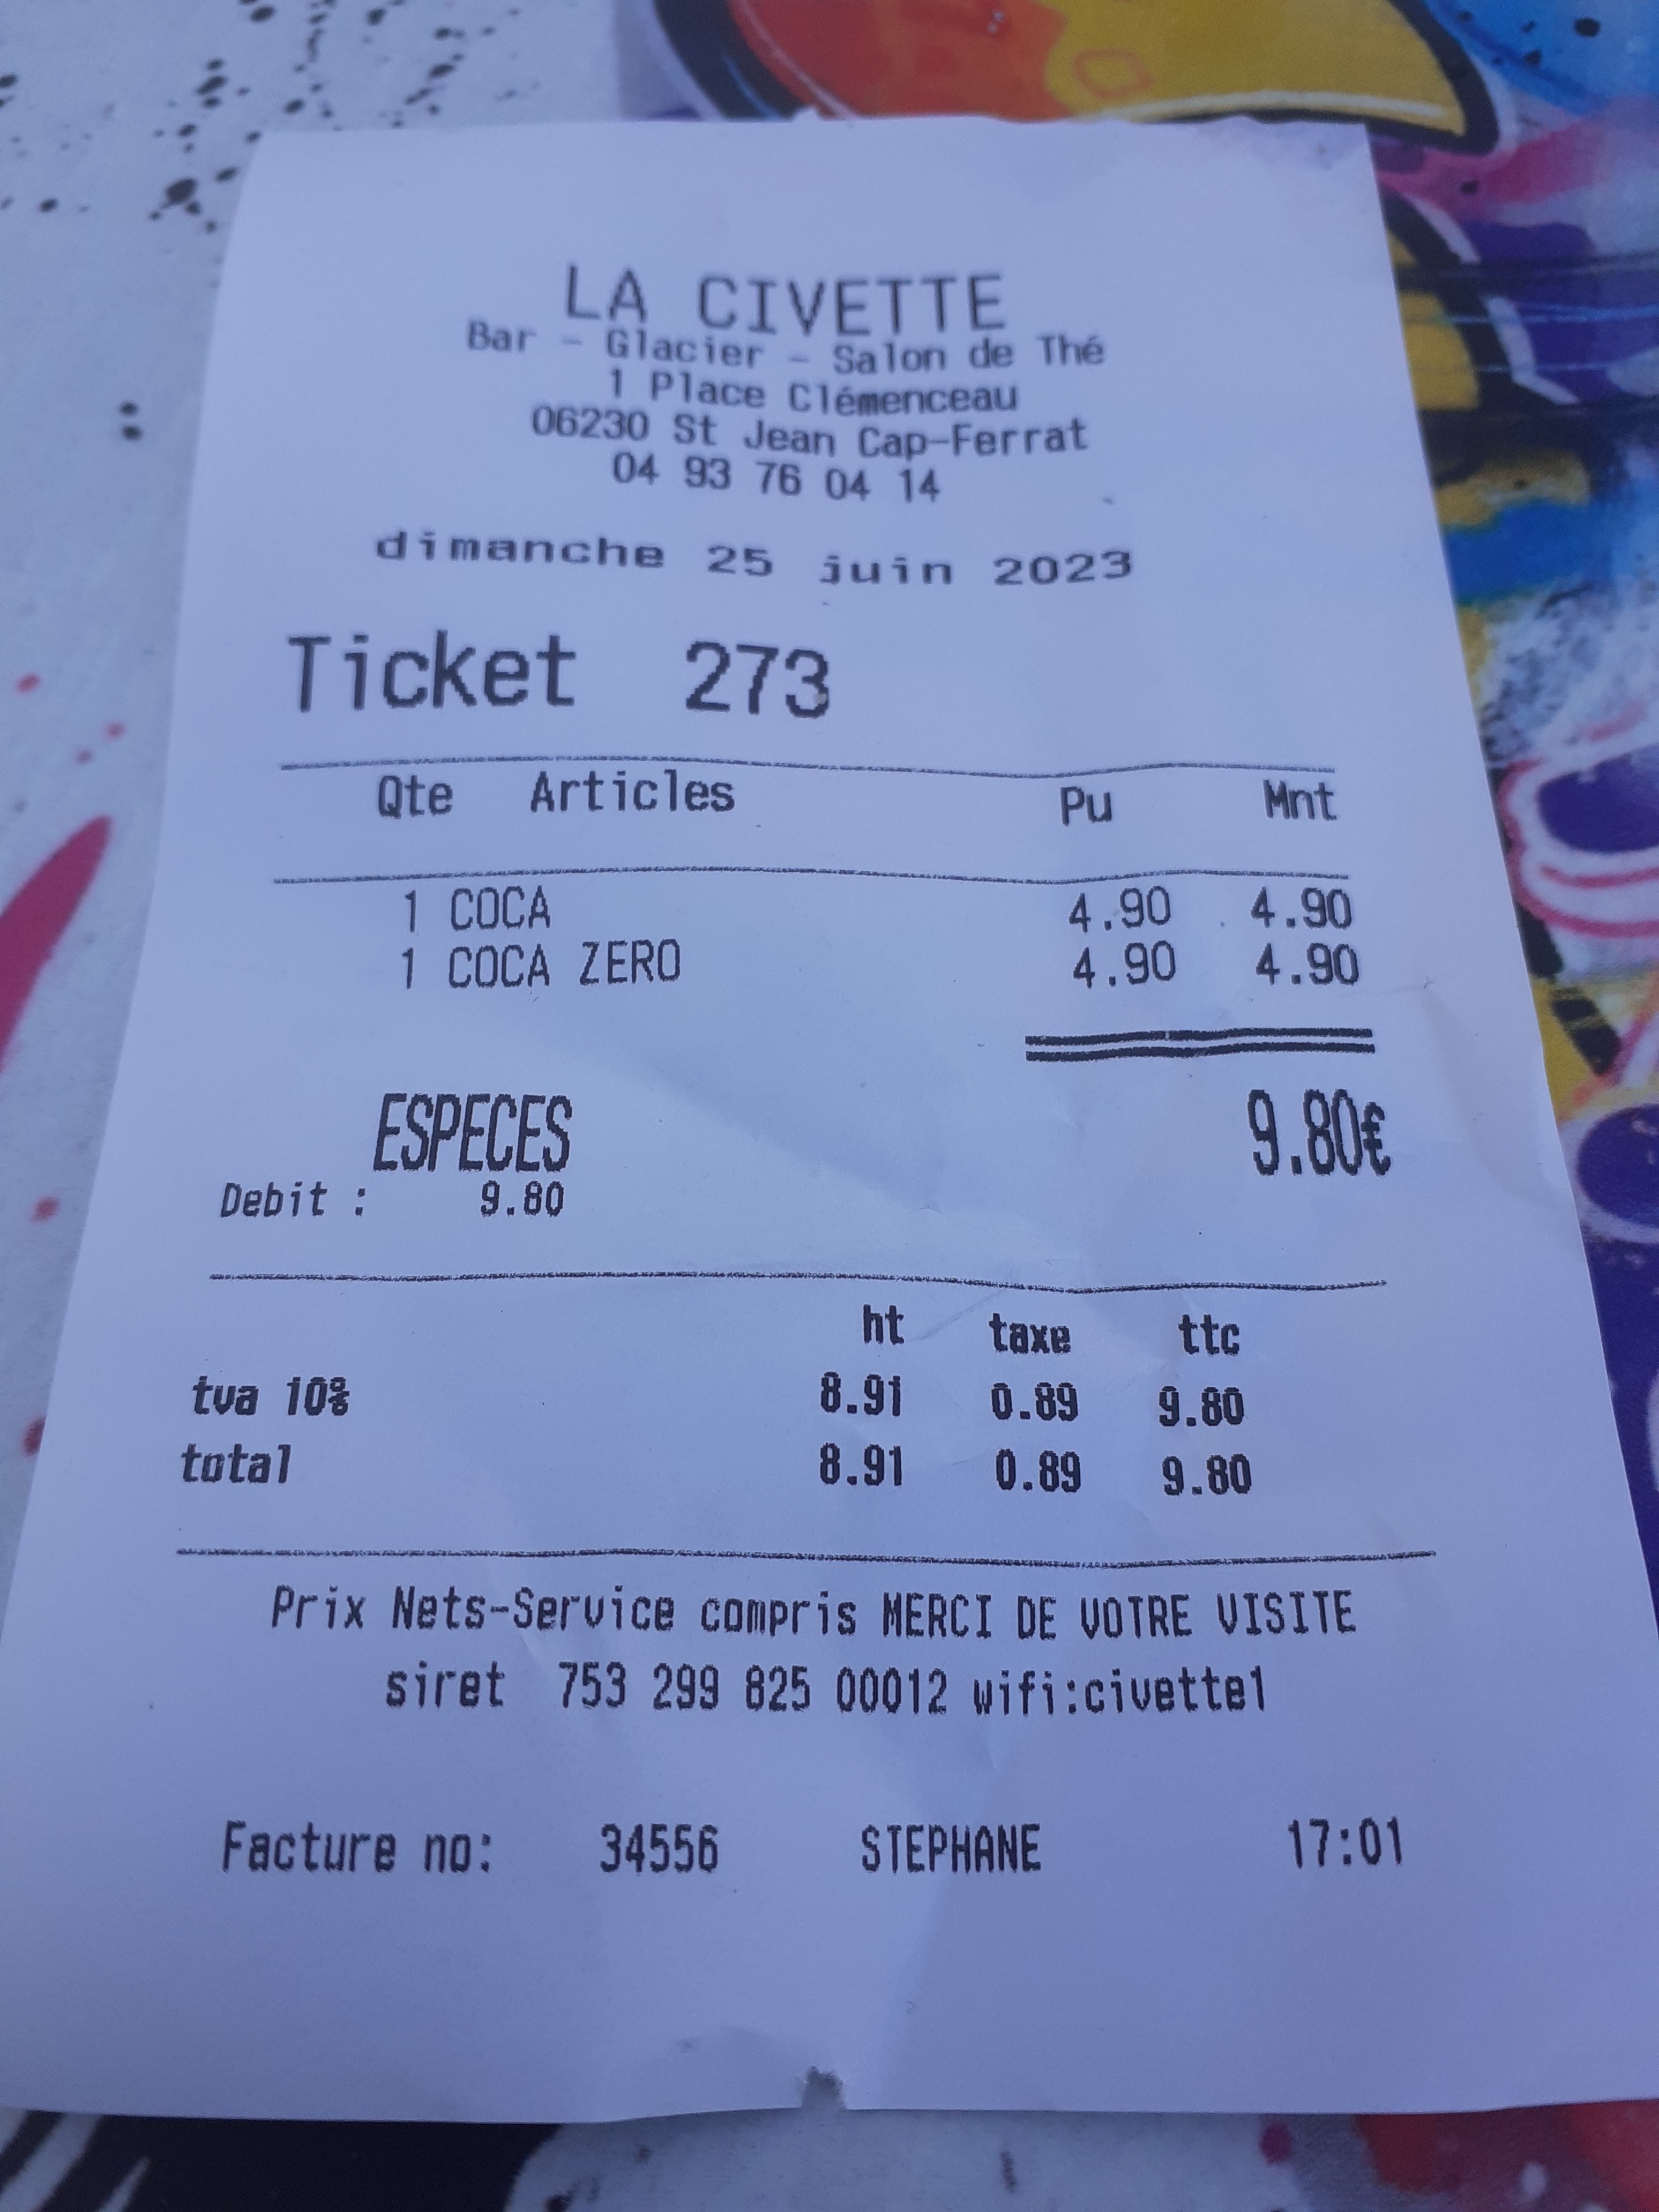 LA CIVETTE
Bar - Glacier - Salon de Thé
1 Place Clémenceau
06230 St Jean Cap-Ferrat
04 93 76 04 14
dimanche 25 juin 2023
Ticket 273
Qte Articles Pu Mnt
1 COCA 4.90 4.90
1 COCA ZERO 4.90 4.90
ESPECES 9.80€
Debit : 9.80
ht taxe ttc
tva 10% 8.91 0.89 9.80
total 8.91 0.89 9.80
Prix Nets-Service compris MERCI DE VOTRE VISITE
siret 753 299 825 00012 wifi:civette1
Facture no: 34556 STEPHANE 17:01